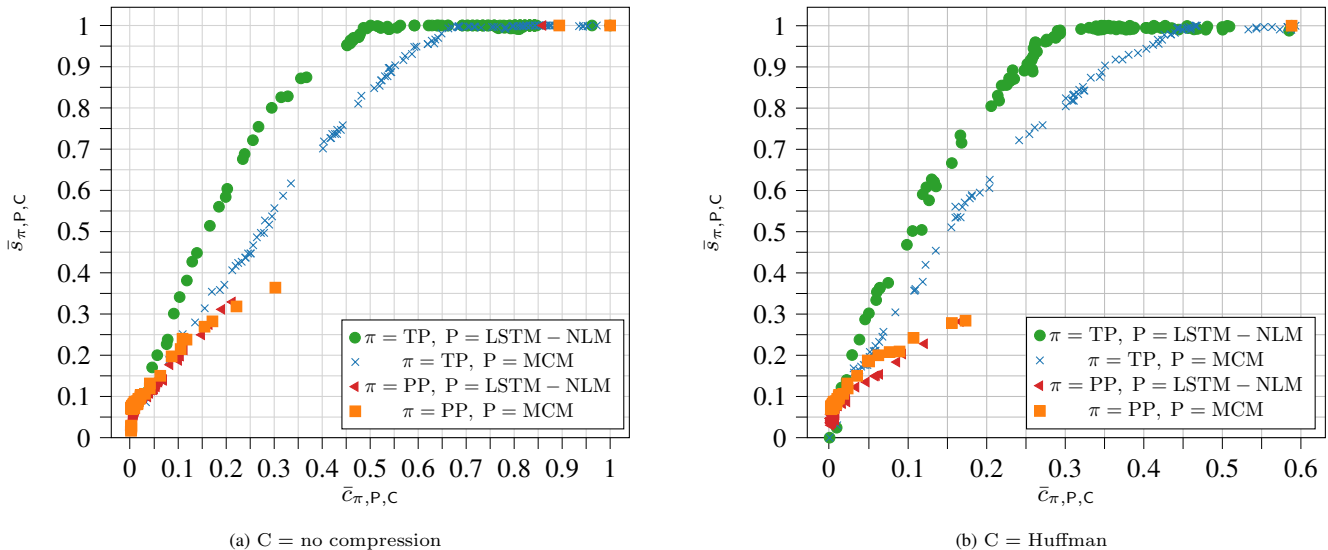 1
0.9
0.8
0.7
0.6
0.5
0.4
0.3
0.2
0.1
0
s̄π,P,C
0 0.1 0.2 0.3 0.4 0.5 0.6 0.7 0.8 0.9 1
c̄π,P,C
π = TP, P = LSTM − NLM
π = TP, P = MCM
π = PP, P = LSTM − NLM
π = PP, P = MCM
(a) C = no compression
1
0.9
0.8
0.7
0.6
0.5
0.4
0.3
0.2
0.1
0
s̄π,P,C
0 0.1 0.2 0.3 0.4 0.5 0.6
c̄π,P,C
π = TP, P = LSTM − NLM
π = TP, P = MCM
π = PP, P = LSTM − NLM
π = PP, P = MCM
(b) C = Huffman